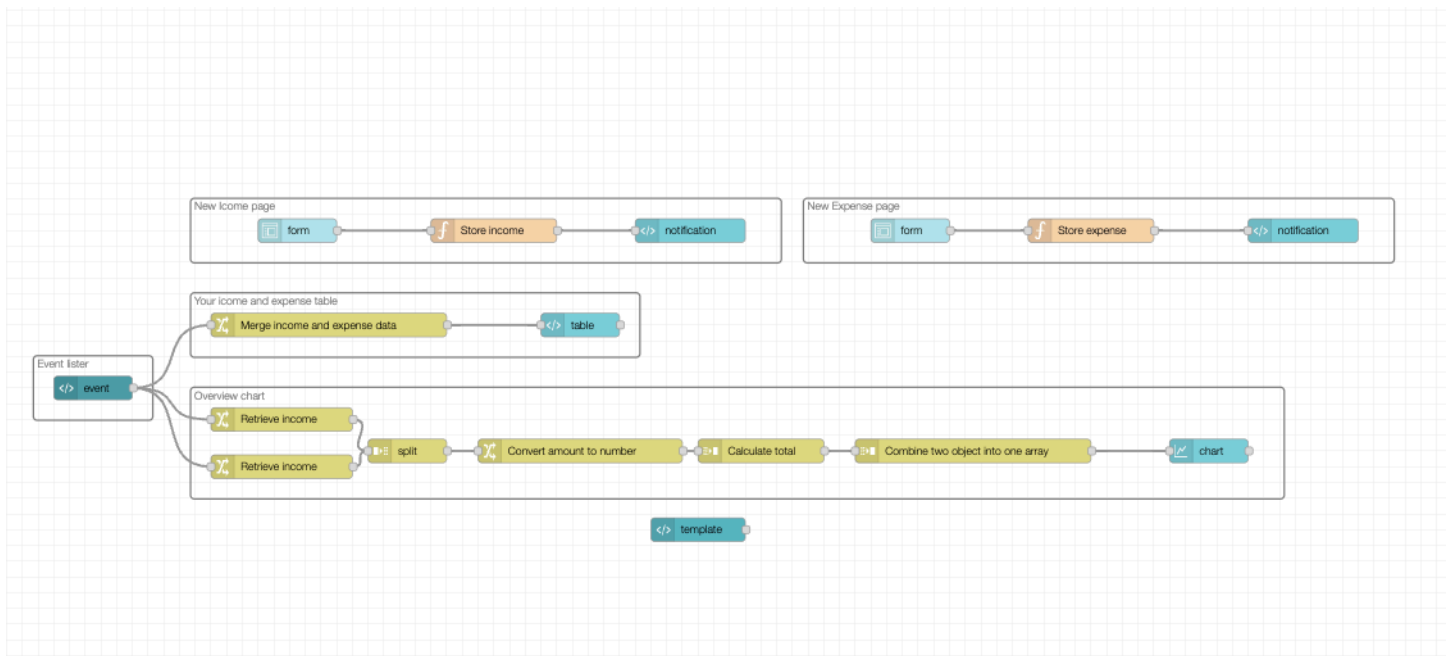 New Icome page
form
Store income
notification
New Expense page
form
Store expense
notification
Your icome and expense table
Merge income and expense data
table
Event lister
event
Overview chart
Retrieve income
Retrieve income
split
Convert amount to number
Calculate total
Combine two object into one array
chart
template